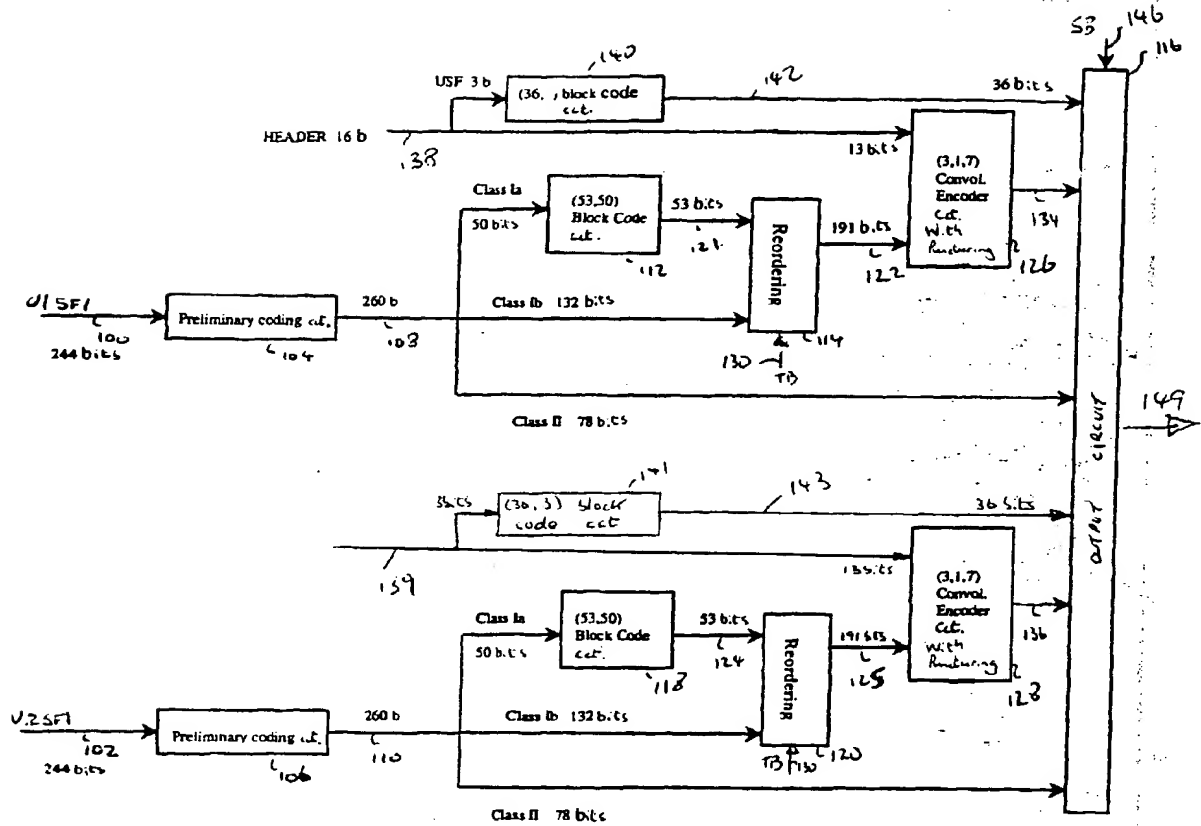 SB
146
116
140
USF 3 b
(36, , block code
cct.
142
36 bits
HEADER 16 b
138
13 bits
(3,1,7)
Convol.
Encoder
cct.
With
Puncturing
134
126
Class Ia
50 bits
(53,50)
Block Code
cct.
112
53 bits
121
Reordering
191 bits
122
U1 SF1
100
244 bits
Preliminary coding cct.
104
260 b
108
Class Ib 132 bits
114
130
TB
Class II 78 bits
149
OUTPUT CIRCUIT
141
3bits
(36,3) block
code cct
143
36 bits
139
13bits
(3,1,7)
Convol.
Encoder
cct.
With
Puncturing
136
128
Class Ia
50 bits
(53,50)
Block Code
cct.
118
53 bits
124
Reordering
191 bits
125
U2SF1
102
244 bits
Preliminary coding cct.
106
260 b
110
Class Ib 132 bits
TB
130
120
Class II 78 bits